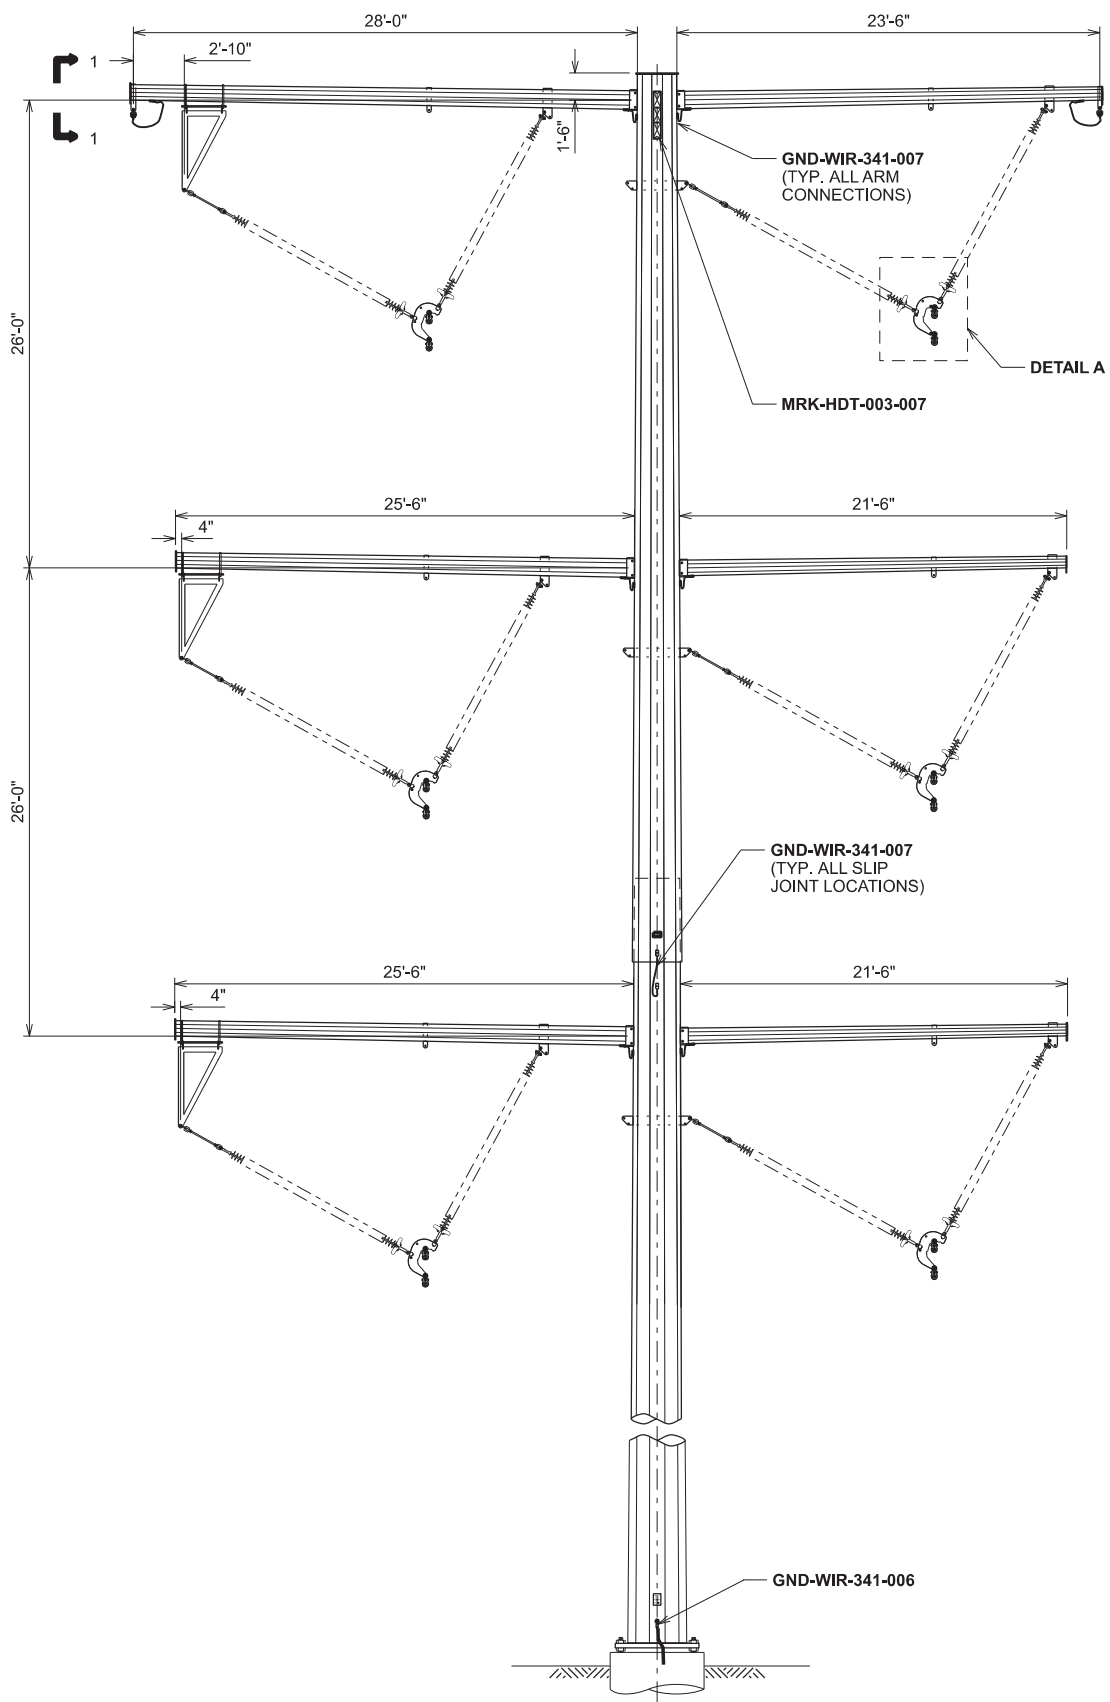 28'-0"
23'-6"
1
2'-10"
1
1'-6"
GND-WIR-341-007
(TYP. ALL ARM
CONNECTIONS)
26'-0"
DETAIL A
MRK-HDT-003-007
25'-6"
21'-6"
4"
26'-0"
GND-WIR-341-007
(TYP. ALL SLIP
JOINT LOCATIONS)
25'-6"
21'-6"
4"
GND-WIR-341-006